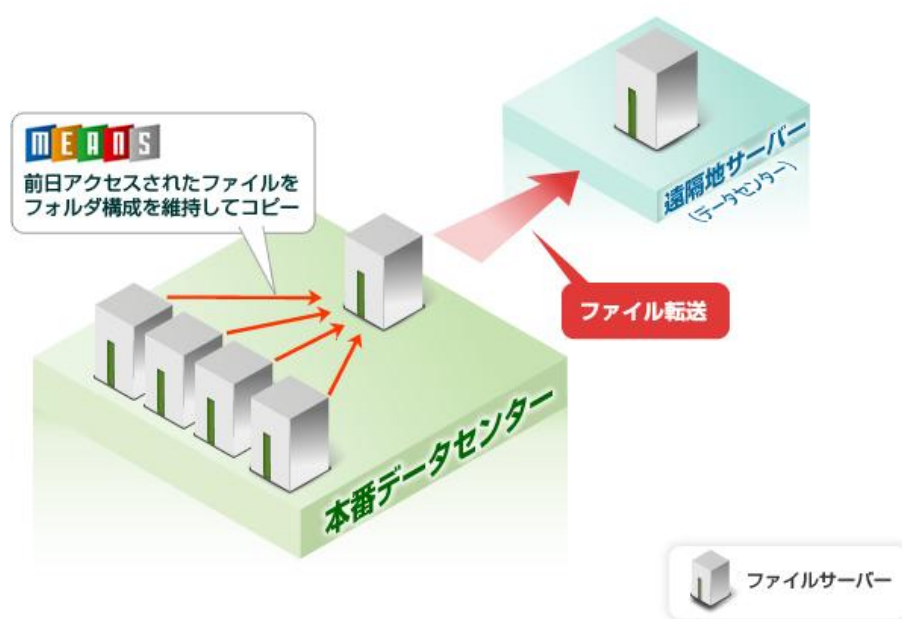 MEANS
前日アクセスされたファイルを
フォルダ構成を維持してコピー
遠隔地サーバー
(データセンター)
ファイル転送
本番データセンター
ファイルサーバー